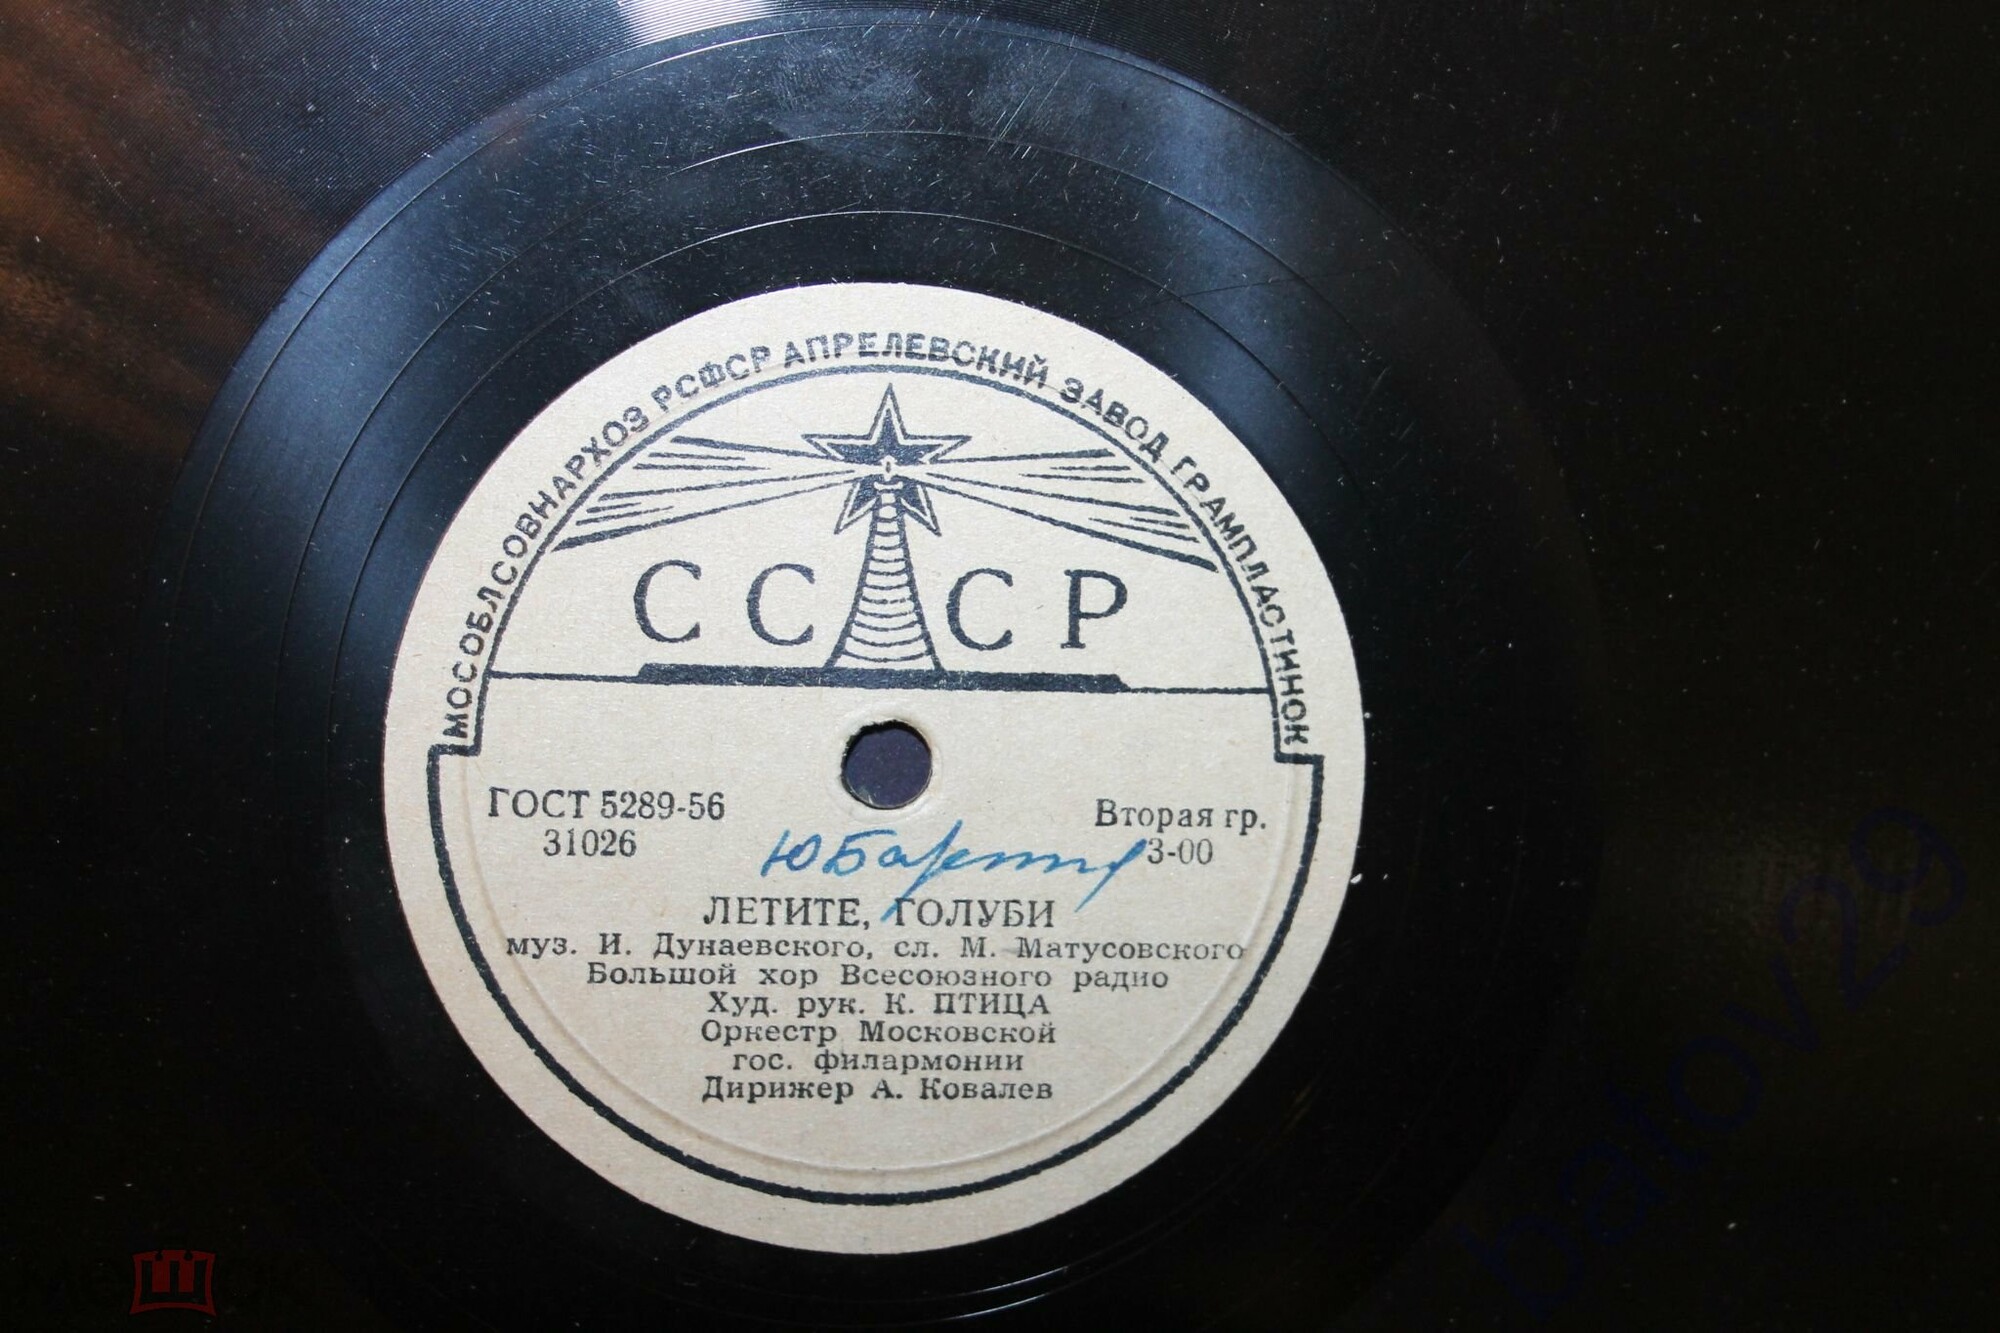 МОСОБЛСОВНАРХОЗ РСФСР АПРЕЛЕВСКИЙ ЗАВОД ГРАМПЛАСТИНОК
СССР
ГОСТ 5289-56
31026
Вторая гр.
3-00
ЛЕТИТЕ, ГОЛУБИ
муз. И. Дунаевского, сл. М. Матусовского
Большой хор Всесоюзного радио
Худ. рук. К. ПТИЦА
Оркестр Московской
гос. филармонии
Дирижер А. Ковалев
batov29